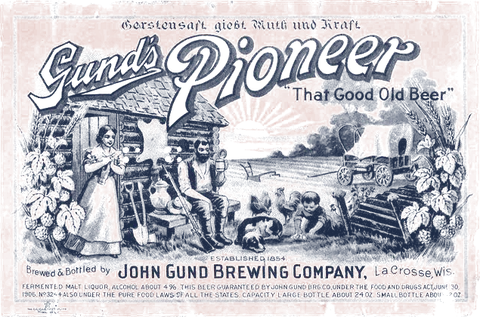 Gerstensaft giebt Muth und Kraft
Gund's Pioneer
"That Good Old Beer"
ESTABLISHED 1854
Brewed & Bottled by JOHN GUND BREWING COMPANY, La Crosse, Wis.
FERMENTED MALT LIQUOR, ALCOHOL ABOUT 4%. THIS BEER GUARANTEED BY JOHN GUND BRG CO. UNDER THE FOOD AND DRUGS ACT, JUNE 30,
1906. No 324 ALSO UNDER THE PURE FOOD LAWS OF ALL THE STATES. CAPACITY LARGE BOTTLE ABOUT 24 OZ. SMALL BOTTLE ABOUT OZ.